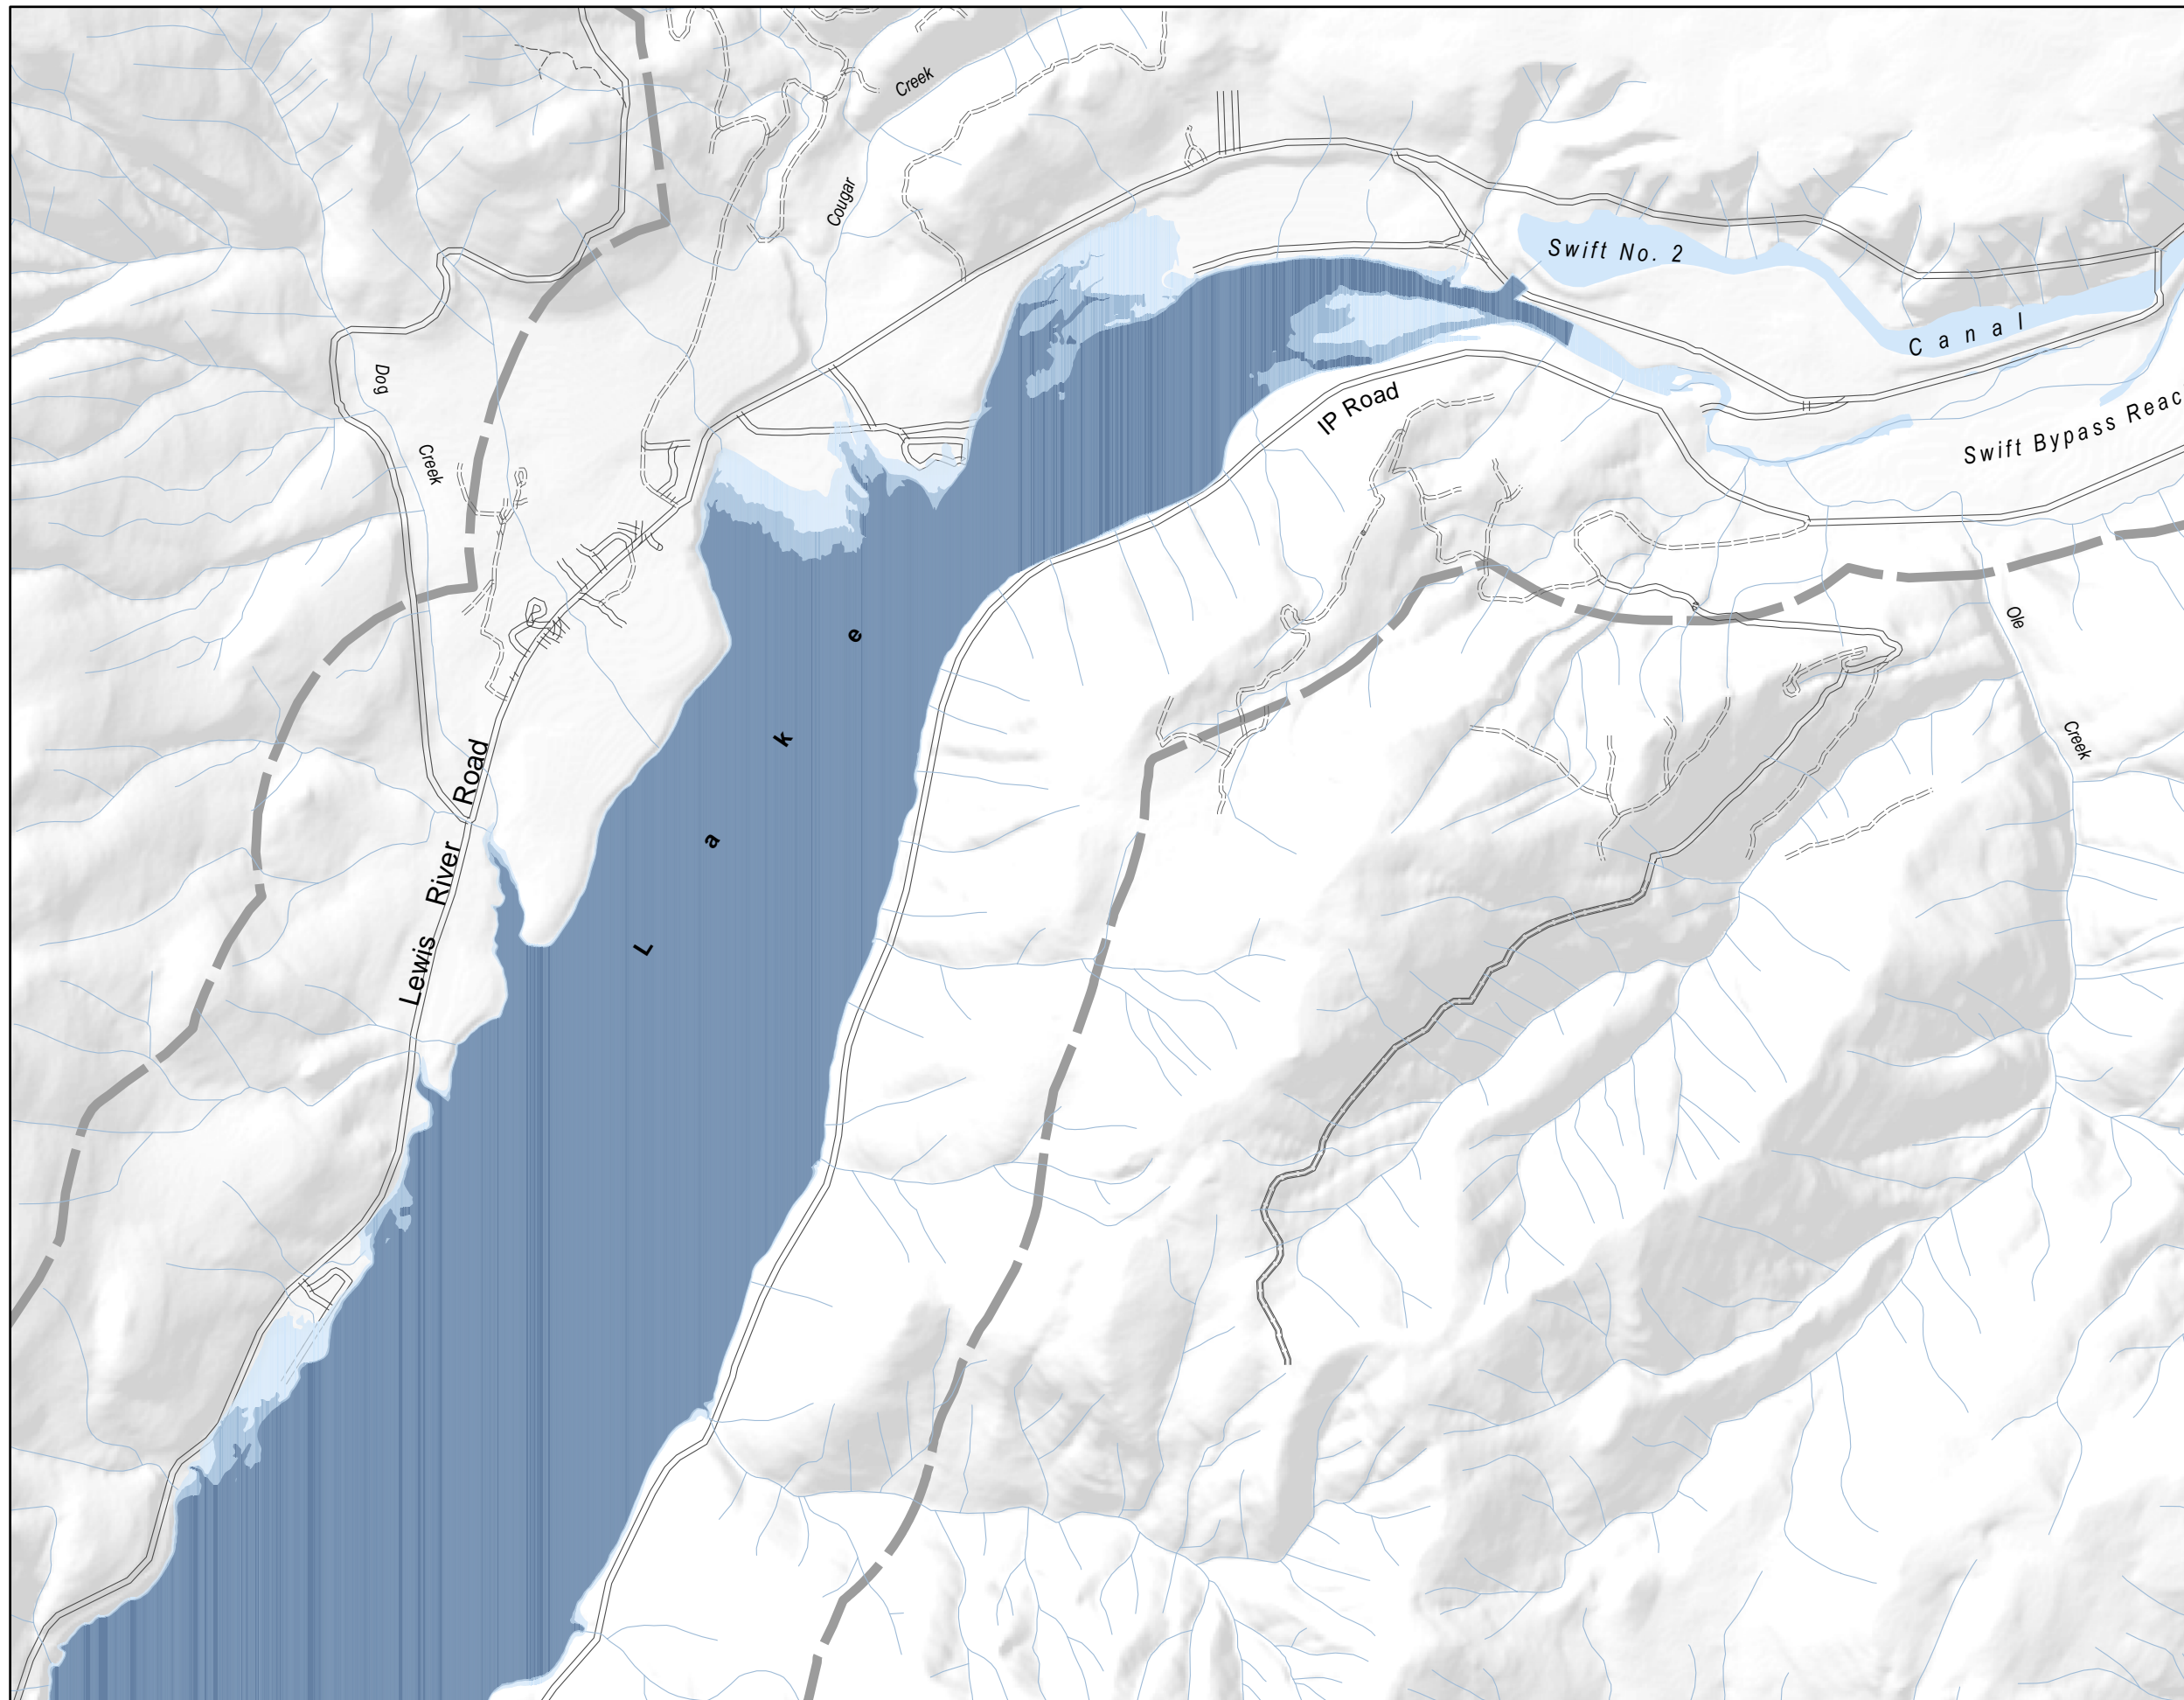 Creek
Cougar
Swift No. 2
Canal
Dog
Creek
IP Road
Swift Bypass Reac
Ole
Creek
Lake
Lewis River Road